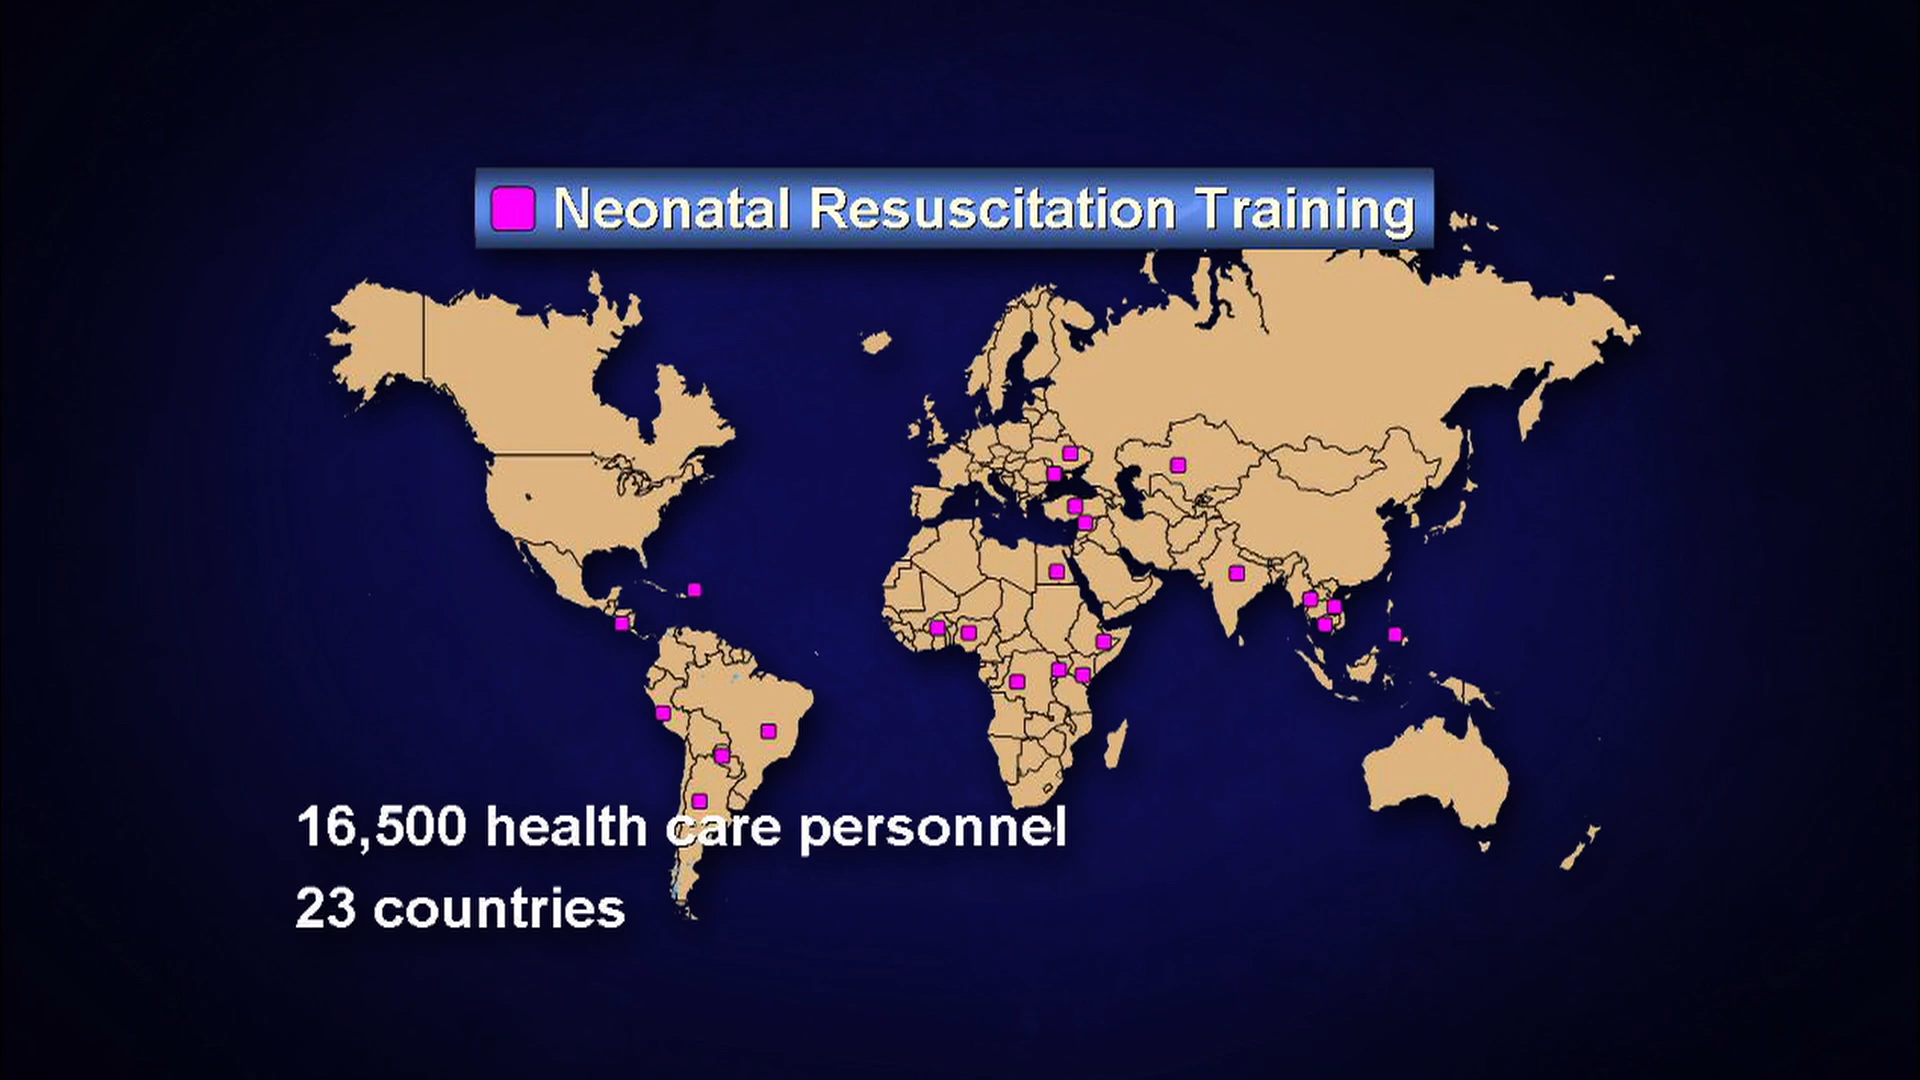 Neonatal Resuscitation Training
16,500 health care personnel
23 countries